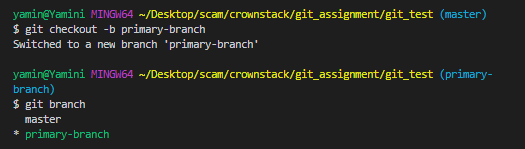 yamin@Yamini MINGW64 ~/Desktop/scam/crownstack/git_assignment/git_test (master)
$ git checkout -b primary-branch
Switched to a new branch 'primary-branch'
yamin@Yamini MINGW64 ~/Desktop/scam/crownstack/git_assignment/git_test (primary-
branch)
$ git branch
  master
* primary-branch